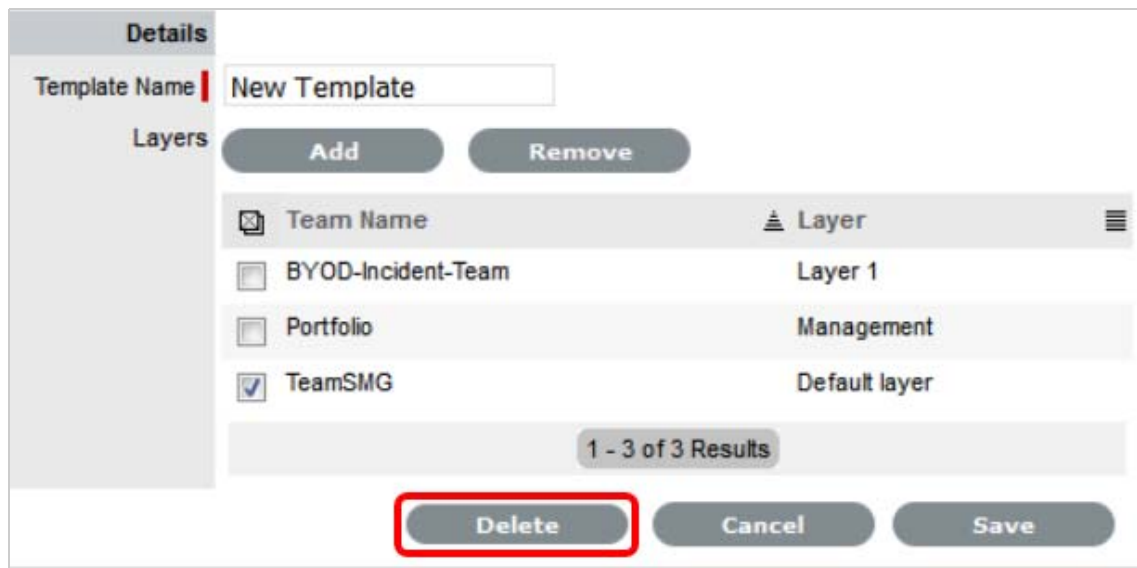 Details
Template Name New Template
Layers Add Remove
Team Name Layer
BYOD-Incident-Team Layer 1
Portfolio Management
TeamSMG Default layer
1 - 3 of 3 Results
Delete Cancel Save